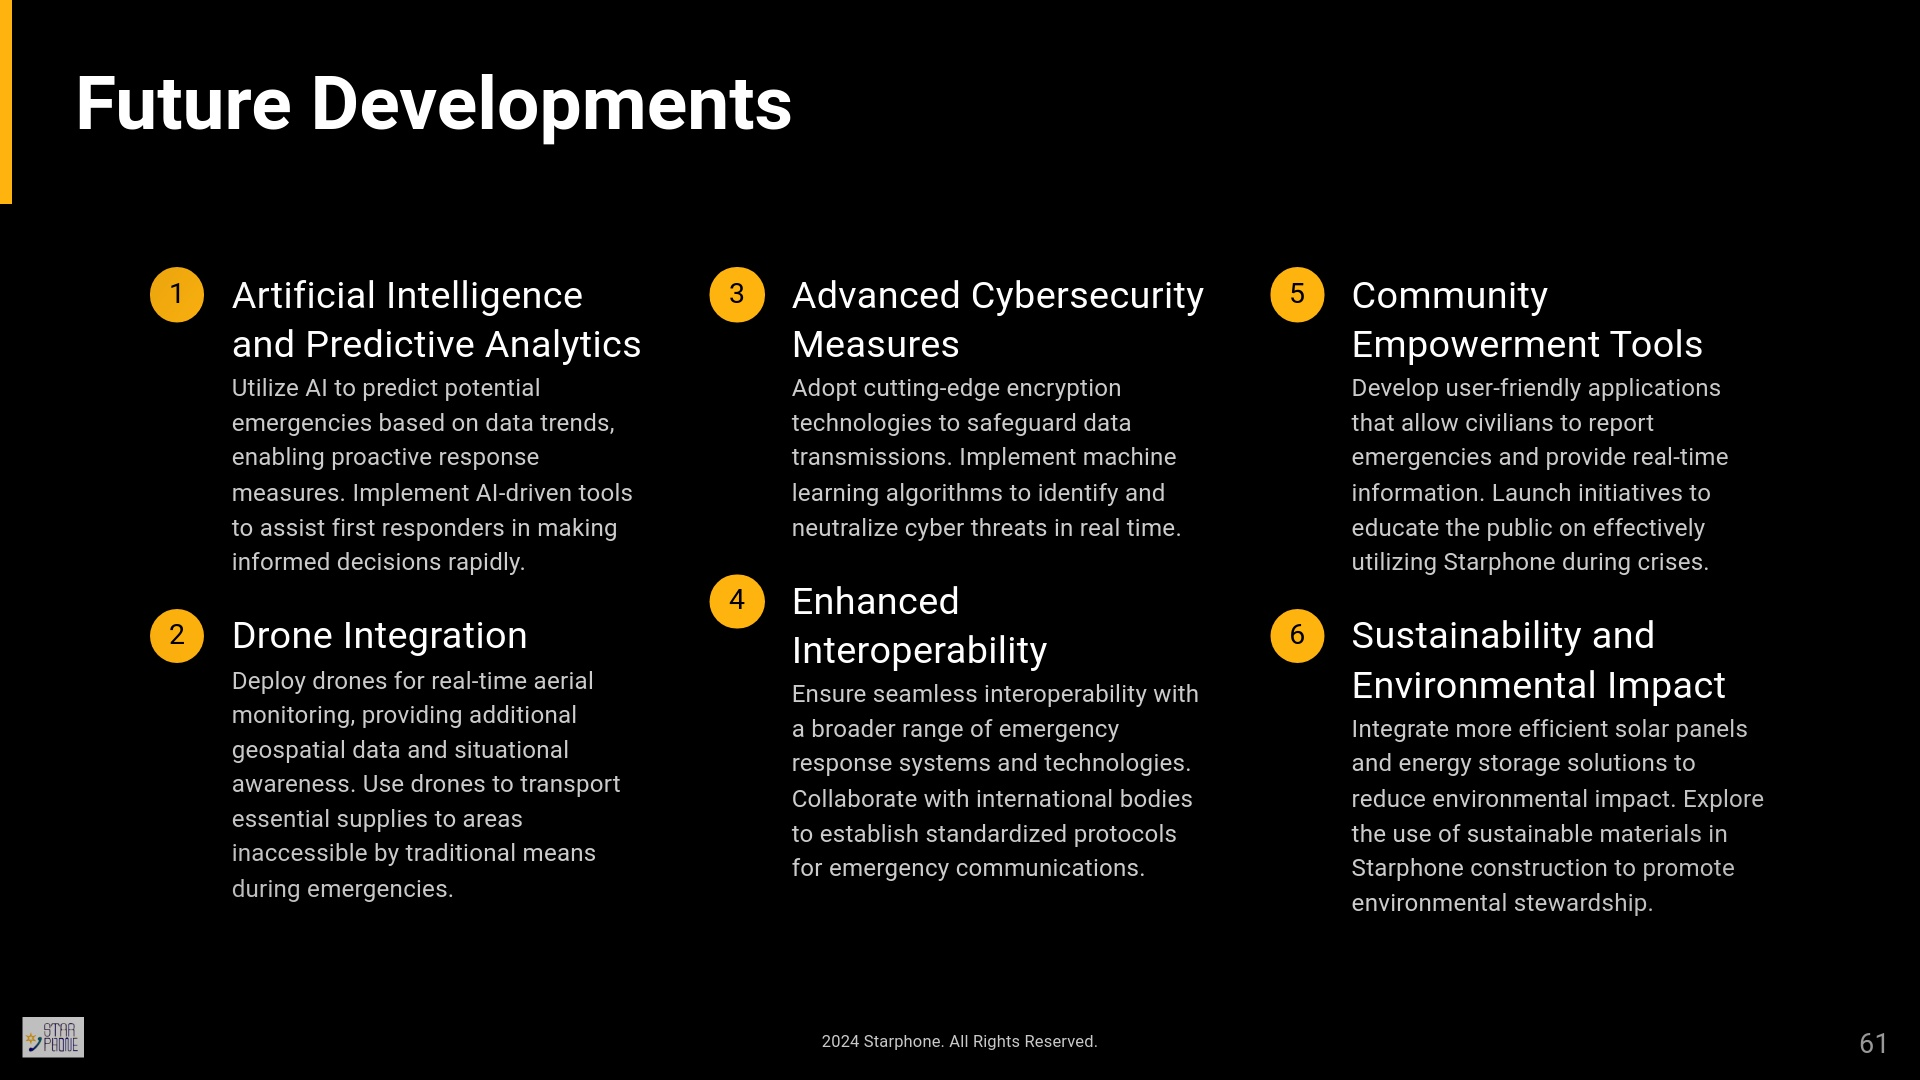 Future Developments
1
Artificial Intelligence
and Predictive Analytics
Utilize AI to predict potential
emergencies based on data trends,
enabling proactive response
measures. Implement AI-driven tools
to assist first responders in making
informed decisions rapidly.
2
Drone Integration
Deploy drones for real-time aerial
monitoring, providing additional
geospatial data and situational
awareness. Use drones to transport
essential supplies to areas
inaccessible by traditional means
during emergencies.
3
Advanced Cybersecurity
Measures
Adopt cutting-edge encryption
technologies to safeguard data
transmissions. Implement machine
learning algorithms to identify and
neutralize cyber threats in real time.
4
Enhanced
Interoperability
Ensure seamless interoperability with
a broader range of emergency
response systems and technologies.
Collaborate with international bodies
to establish standardized protocols
for emergency communications.
5
Community
Empowerment Tools
Develop user-friendly applications
that allow civilians to report
emergencies and provide real-time
information. Launch initiatives to
educate the public on effectively
utilizing Starphone during crises.
6
Sustainability and
Environmental Impact
Integrate more efficient solar panels
and energy storage solutions to
reduce environmental impact. Explore
the use of sustainable materials in
Starphone construction to promote
environmental stewardship.
STAR
PHONE
2024 Starphone. All Rights Reserved.
61